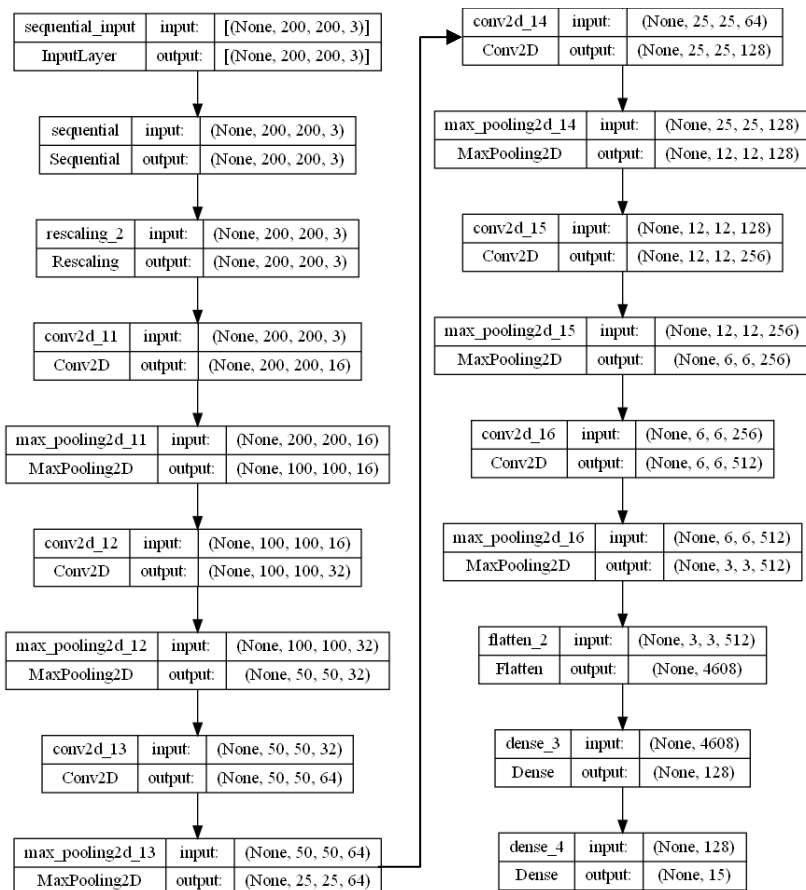 sequential_input input: [(None, 200, 200, 3)]
InputLayer output: [(None, 200, 200, 3)]
sequential input: (None, 200, 200, 3)
Sequential output: (None, 200, 200, 3)
rescaling_2 input: (None, 200, 200, 3)
Rescaling output: (None, 200, 200, 3)
conv2d_11 input: (None, 200, 200, 3)
Conv2D output: (None, 200, 200, 16)
max_pooling2d_11 input: (None, 200, 200, 16)
MaxPooling2D output: (None, 100, 100, 16)
conv2d_12 input: (None, 100, 100, 16)
Conv2D output: (None, 100, 100, 32)
max_pooling2d_12 input: (None, 100, 100, 32)
MaxPooling2D output: (None, 50, 50, 32)
conv2d_13 input: (None, 50, 50, 32)
Conv2D output: (None, 50, 50, 64)
max_pooling2d_13 input: (None, 50, 50, 64)
MaxPooling2D output: (None, 25, 25, 64)
conv2d_14 input: (None, 25, 25, 64)
Conv2D output: (None, 25, 25, 128)
max_pooling2d_14 input: (None, 25, 25, 128)
MaxPooling2D output: (None, 12, 12, 128)
conv2d_15 input: (None, 12, 12, 128)
Conv2D output: (None, 12, 12, 256)
max_pooling2d_15 input: (None, 12, 12, 256)
MaxPooling2D output: (None, 6, 6, 256)
conv2d_16 input: (None, 6, 6, 256)
Conv2D output: (None, 6, 6, 512)
max_pooling2d_16 input: (None, 6, 6, 512)
MaxPooling2D output: (None, 3, 3, 512)
flatten_2 input: (None, 3, 3, 512)
Flatten output: (None, 4608)
dense_3 input: (None, 4608)
Dense output: (None, 128)
dense_4 input: (None, 128)
Dense output: (None, 15)